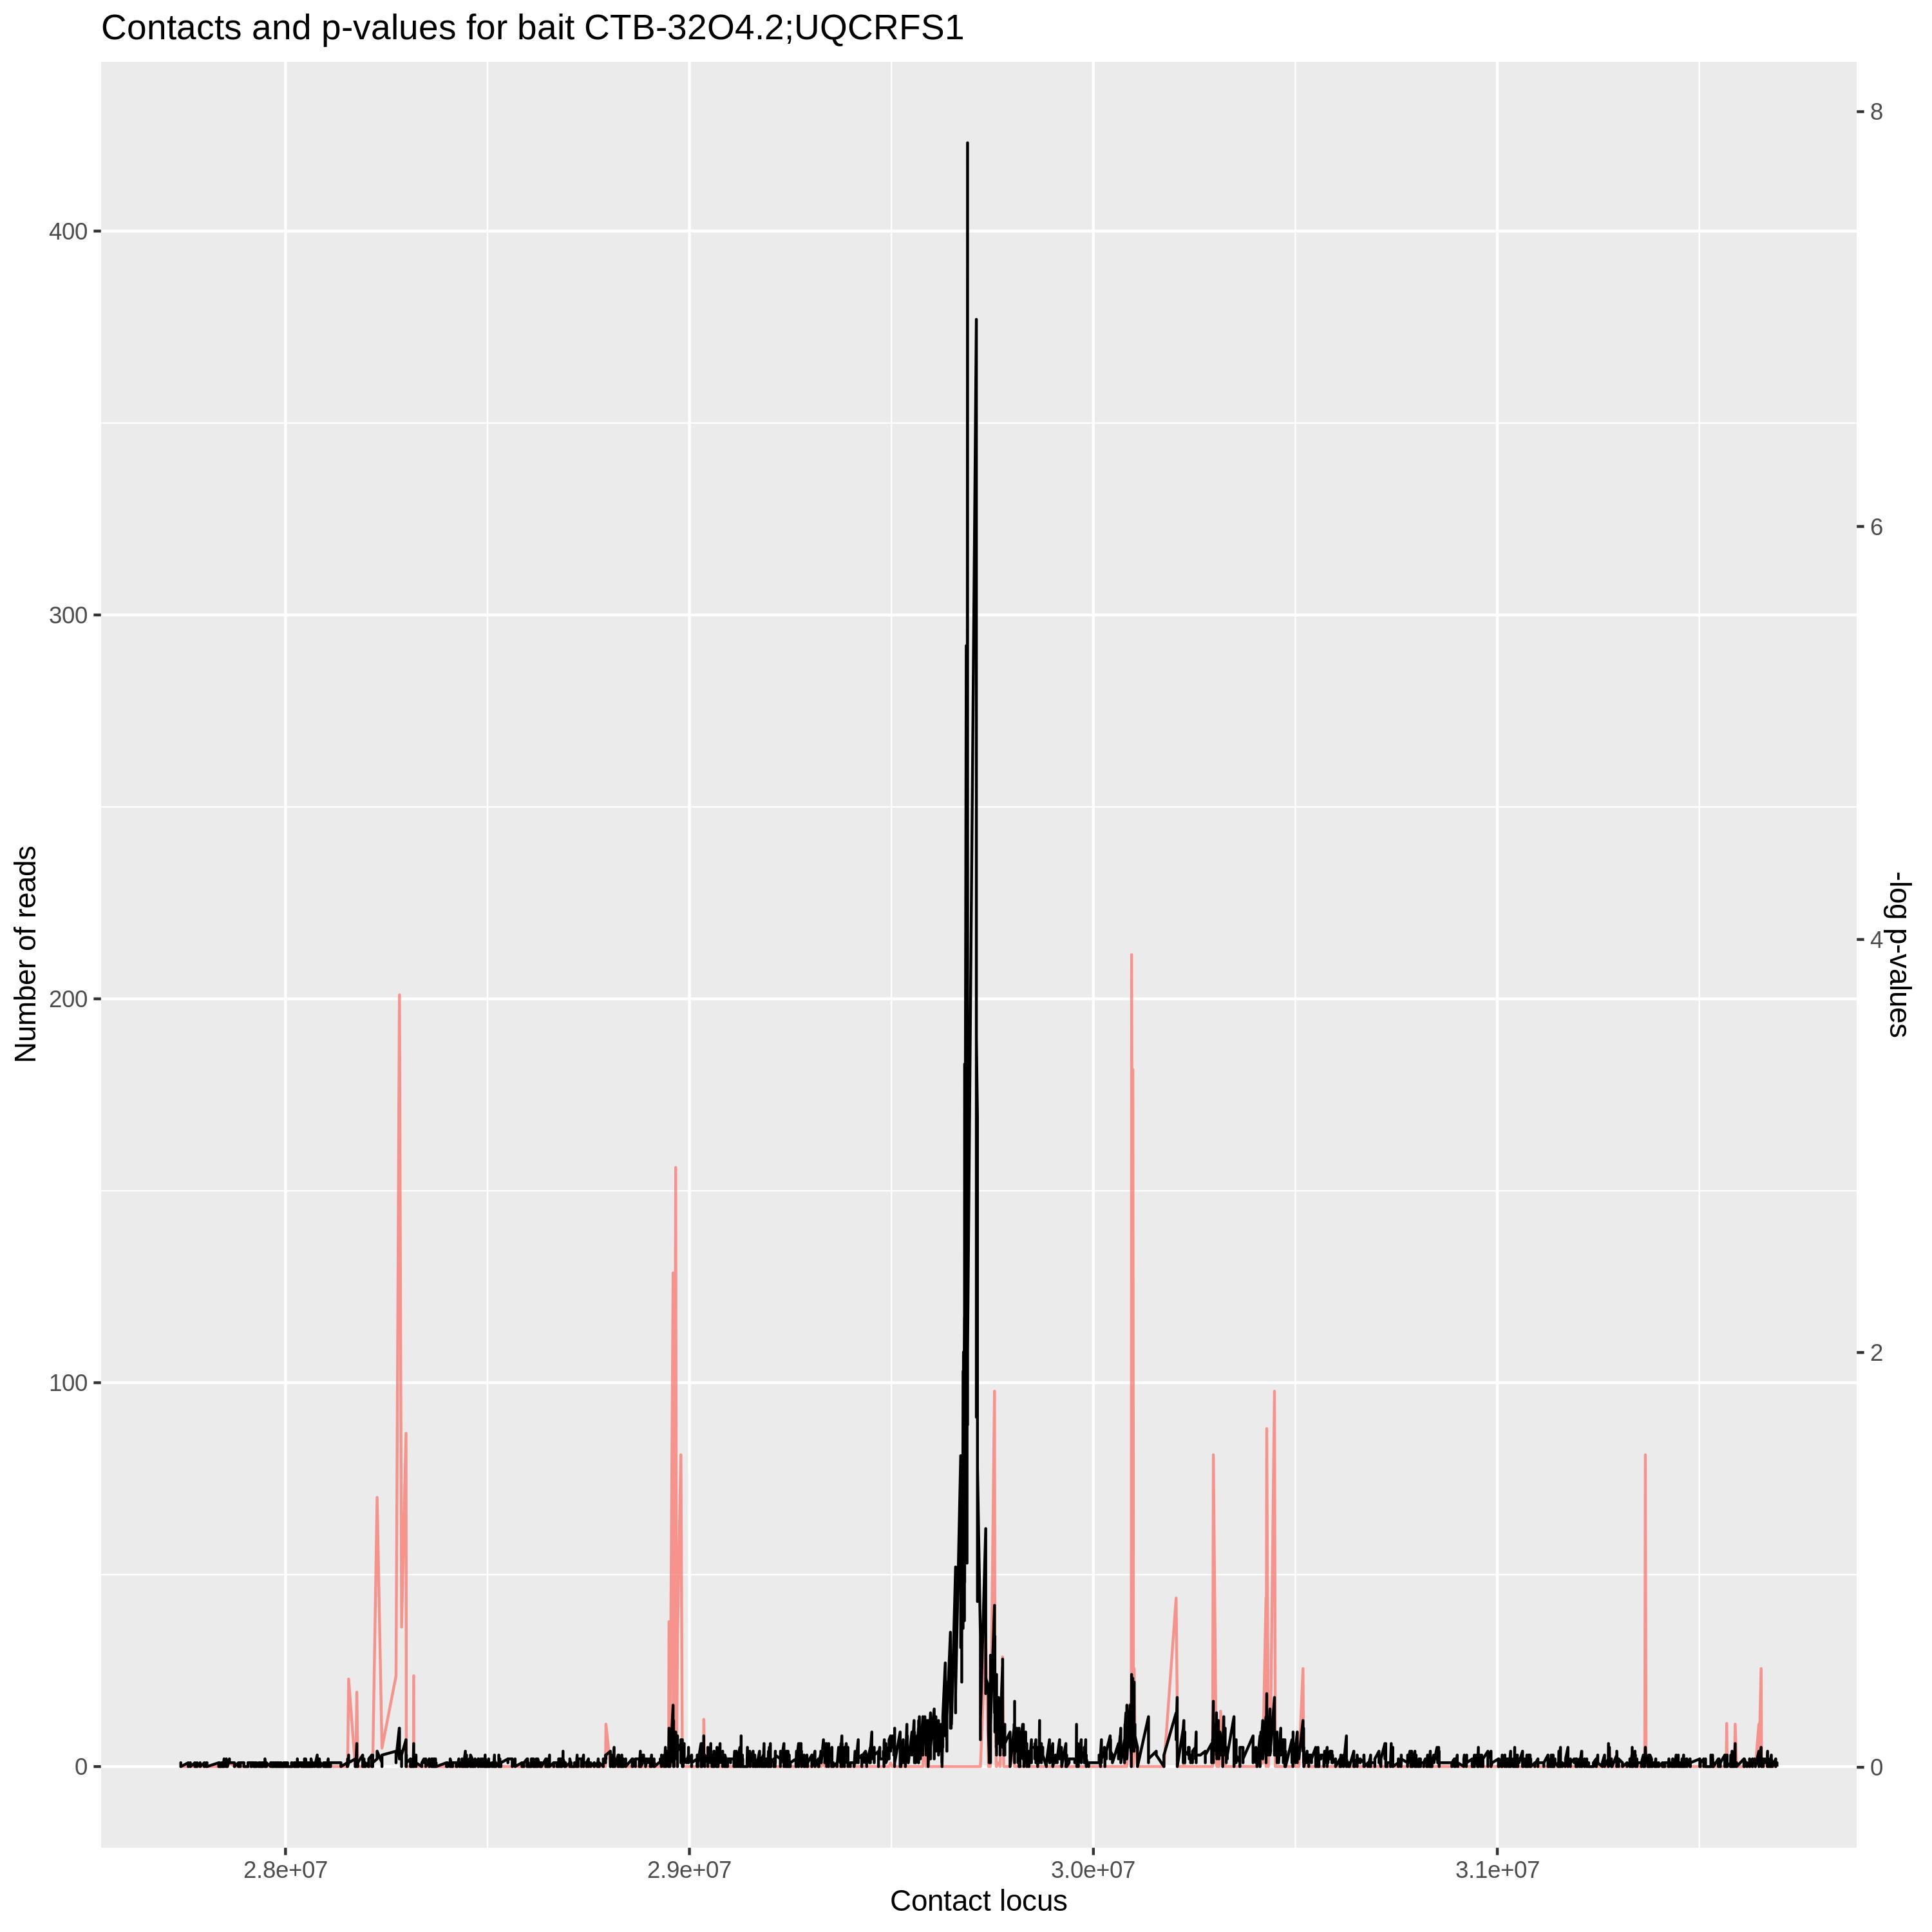 Contacts and p-values for bait CTB-32O4.2;UQCRFS1
400
300
200
100
0
Number of reads
8
6
4
2
0
-log p-values
2.8e+07 2.9e+07 3.0e+07 3.1e+07
Contact locus